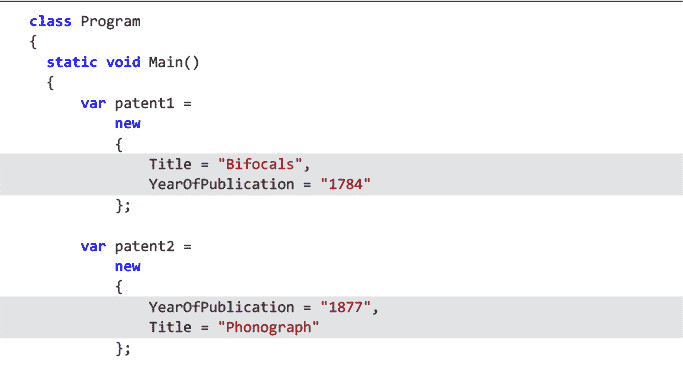 class Program
{
static void Main()
{
var patent1 =
new
{
Title = "Bifocals",
YearOfPublication = "1784"
};
var patent2 =
new
{
YearOfPublication = "1877",
Title = "Phonograph"
};